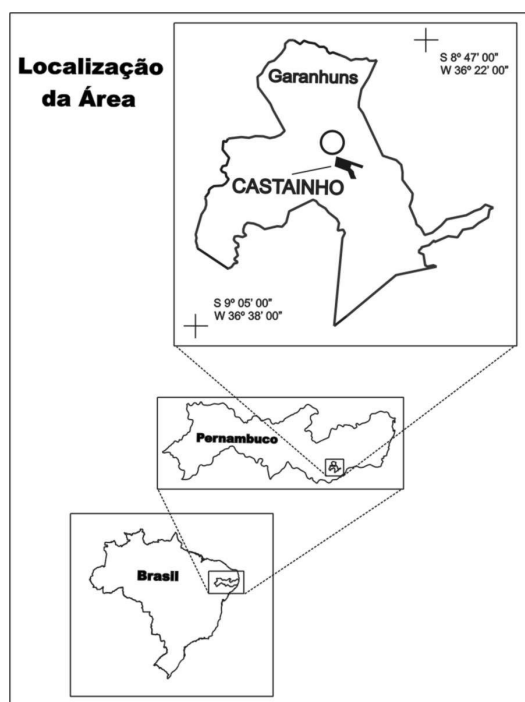 Localização
da Área
S 8º 47' 00"
W 36º 22' 00"
Garanhuns
CASTAINHO
S 9º 05' 00"
W 36º 38' 00"
Pernambuco
Brasil